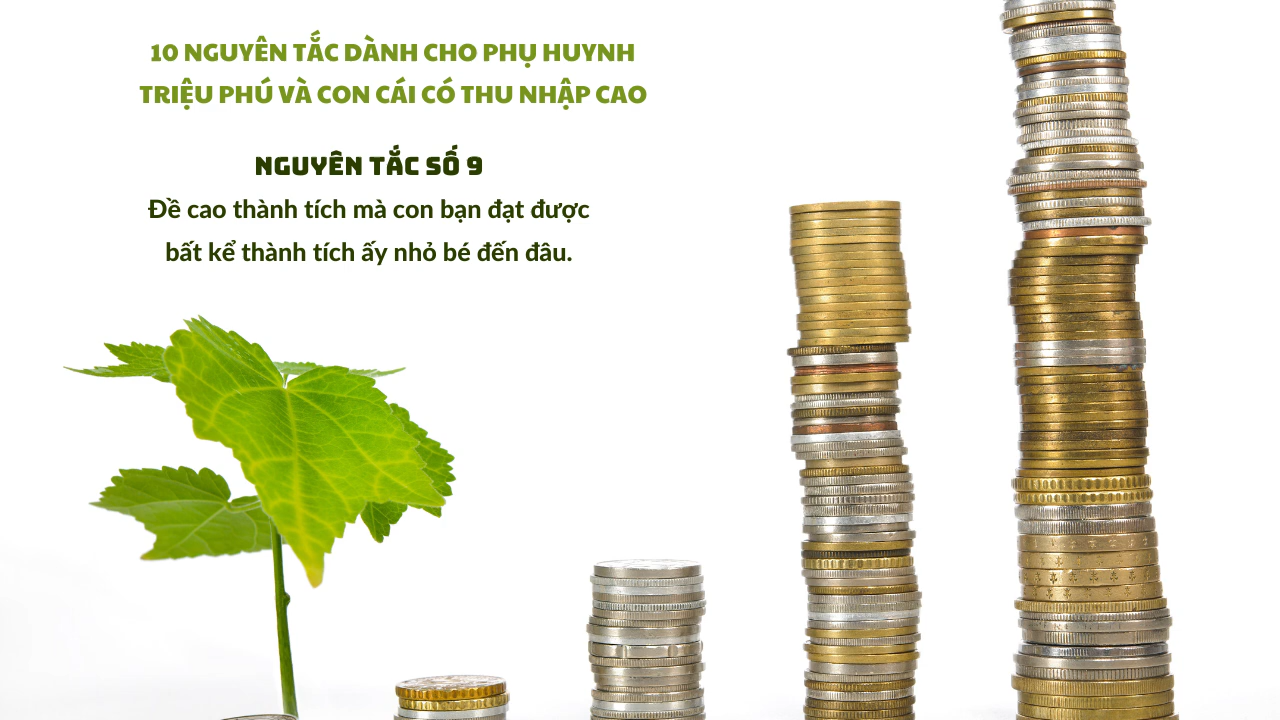 10 NGUYÊN TẮC DÀNH CHO PHỤ HUYNH
TRIỆU PHÚ VÀ CON CÁI CÓ THU NHẬP CAO
NGUYÊN TẮC SỐ 9
Đề cao thành tích mà con bạn đạt được
bất kể thành tích ấy nhỏ bé đến đâu.